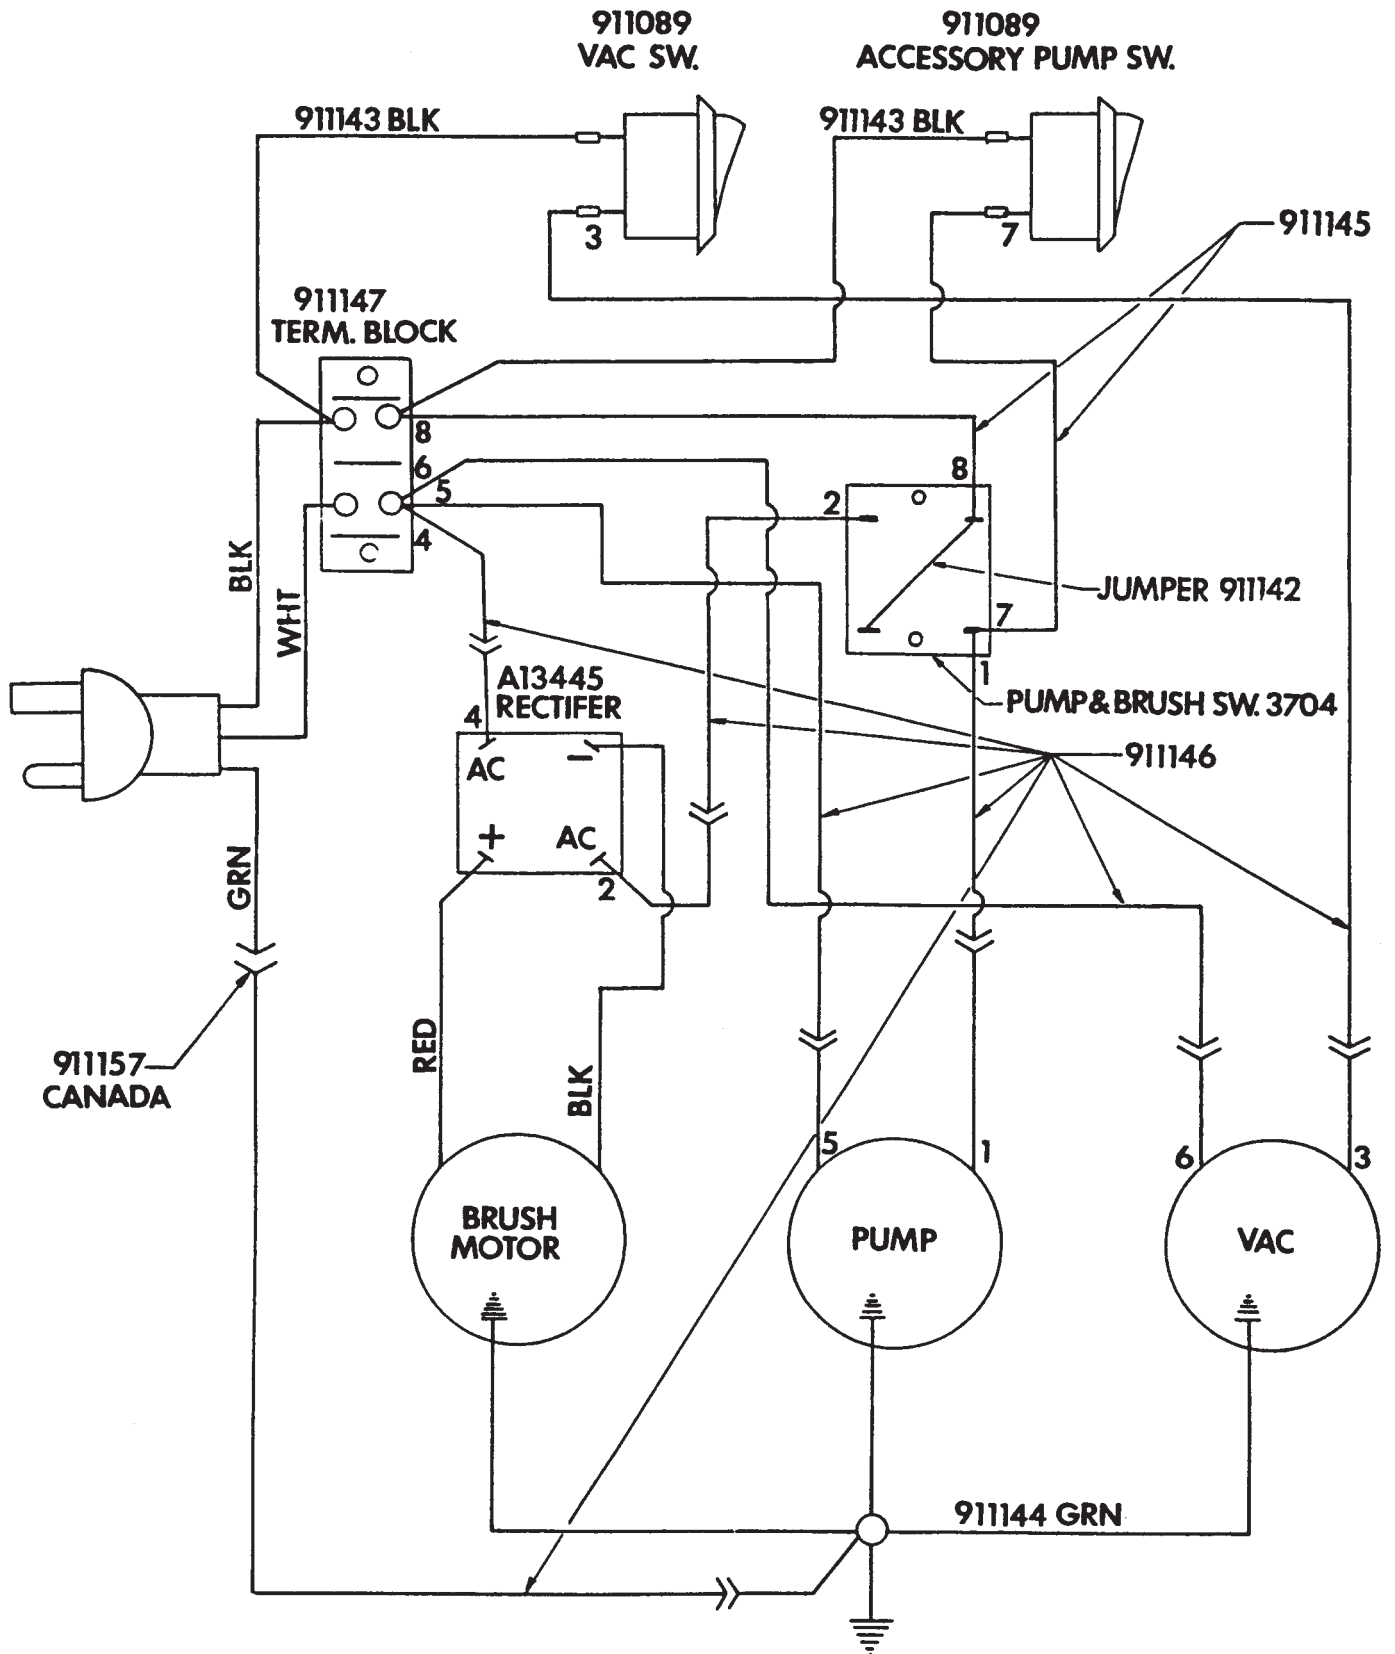 911089
VAC SW.
911089
ACCESSORY PUMP SW.
911143 BLK
911143 BLK
3
7
911145
911147
TERM. BLOCK
8
6
5
4
8
2
BLK
WHT
JUMPER 911142
7
1
A13445
RECTIFER
PUMP & BRUSH SW. 3704
4
AC
−
911146
+
AC
2
GRN
RED
BLK
911157
CANADA
5
1
6
3
BRUSH
MOTOR
PUMP
VAC
911144 GRN